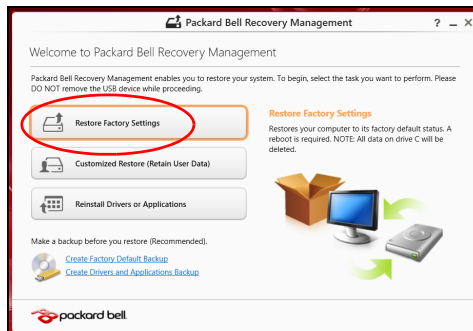 Packard Bell Recovery Management
? – X
Welcome to Packard Bell Recovery Management
Packard Bell Recovery Management enables you to restore your system. To begin, select the task you want to perform. Please
DO NOT remove the USB device while proceeding.
Restore Factory Settings
Customized Restore (Retain User Data)
Reinstall Drivers or Applications
Restore Factory Settings
Restores your computer to its factory default status. A
reboot is required. NOTE: All data on drive C will be
deleted.
Make a backup before you restore (Recommended).
Create Factory Default Backup
Create Drivers and Applications Backup
packard bell